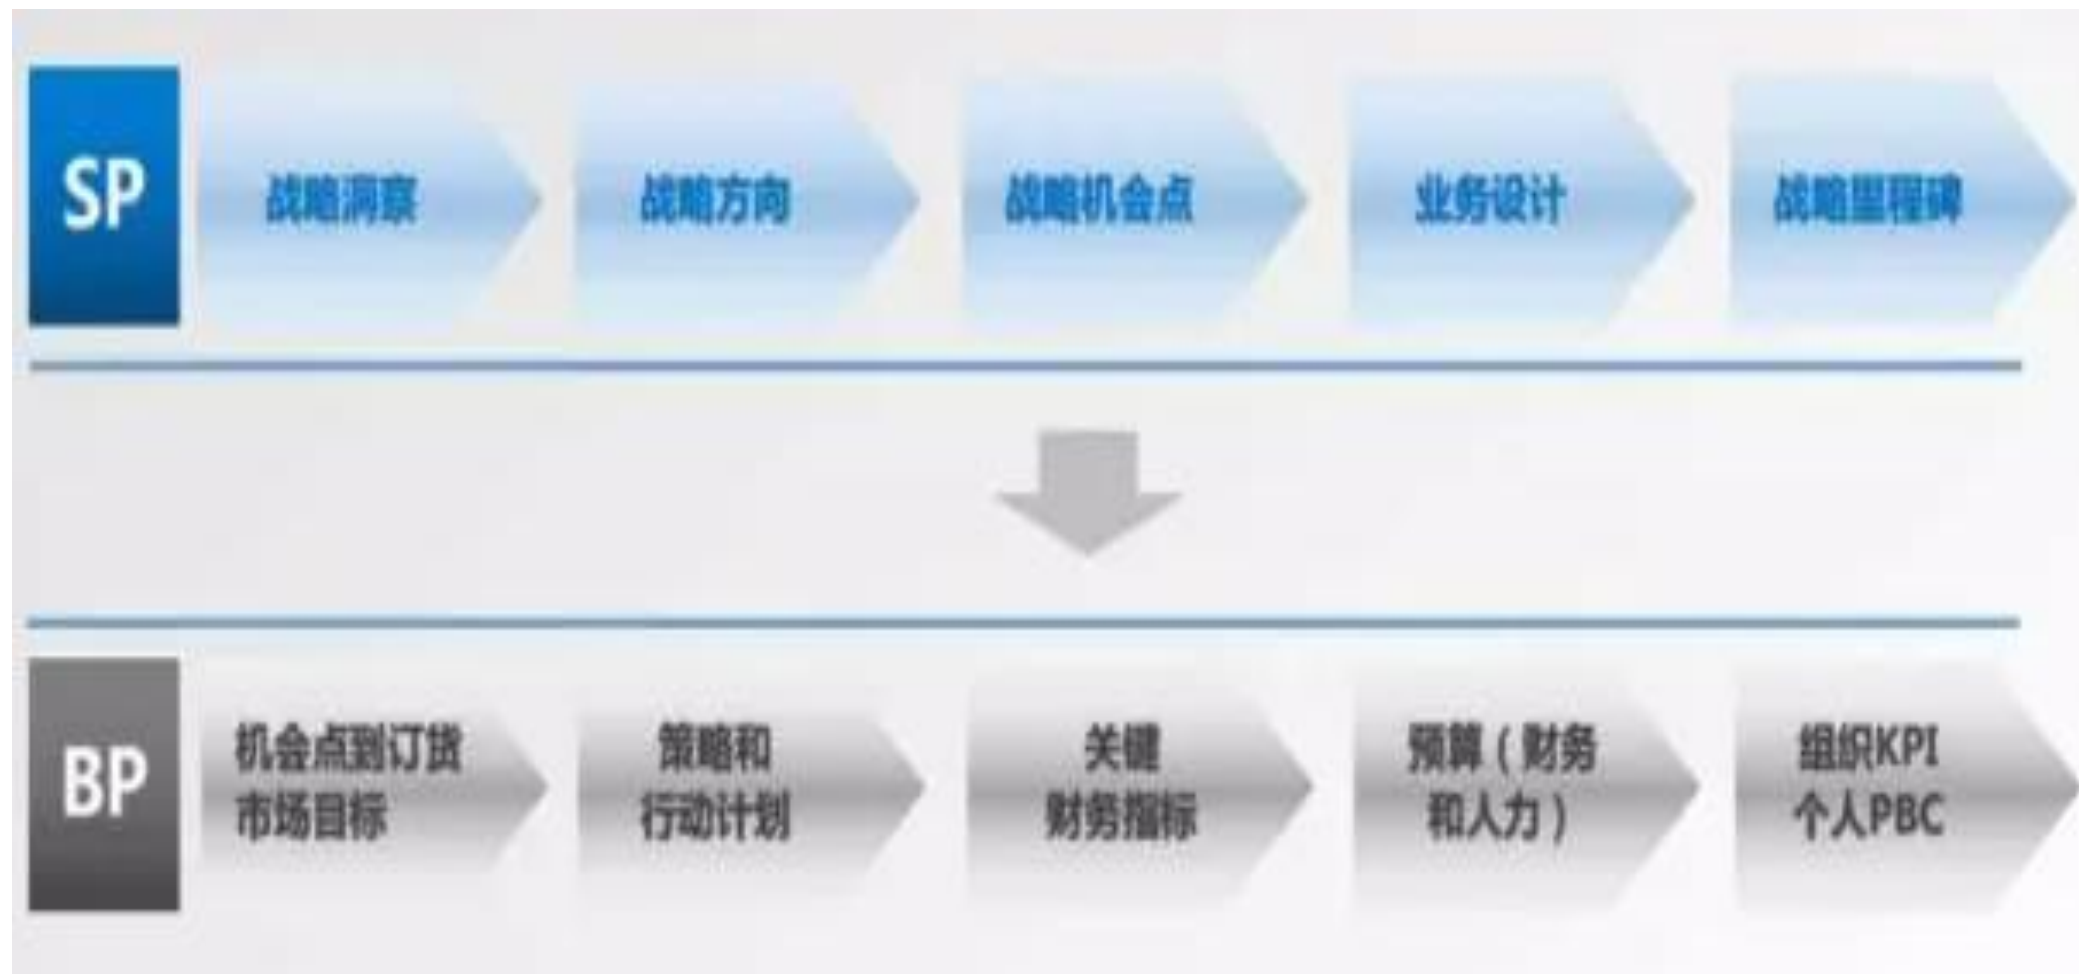 SP
战略洞察
战略方向
战略机会点
业务设计
战略里程碑
BP
机会点到订货
市场目标
策略和
行动计划
关键
财务指标
预算（财务
和人力）
组织KPI
个人PBC